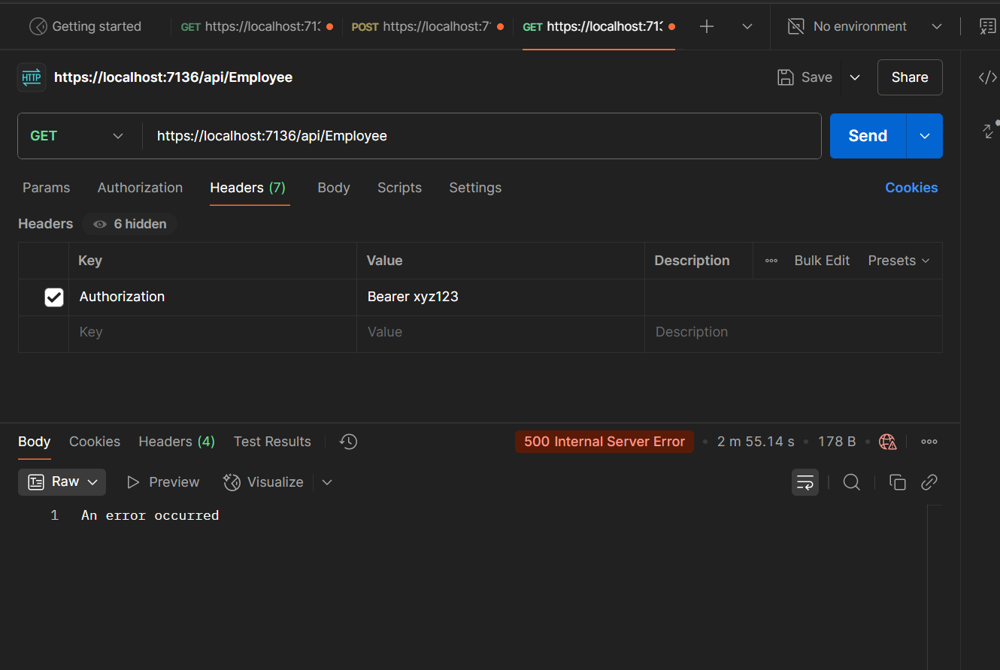 Getting started GET https://localhost:713 POST https://localhost:7 GET https://localhost:713 No environment
HTTP https://localhost:7136/api/Employee Save Share
GET https://localhost:7136/api/Employee Send
Params Authorization Headers (7) Body Scripts Settings Cookies
Headers 6 hidden
Key Value Description Bulk Edit Presets
Authorization Bearer xyz123
Key Value Description
Body Cookies Headers (4) Test Results 500 Internal Server Error 2 m 55.14 s 178 B
Raw Preview Visualize
1 An error occurred